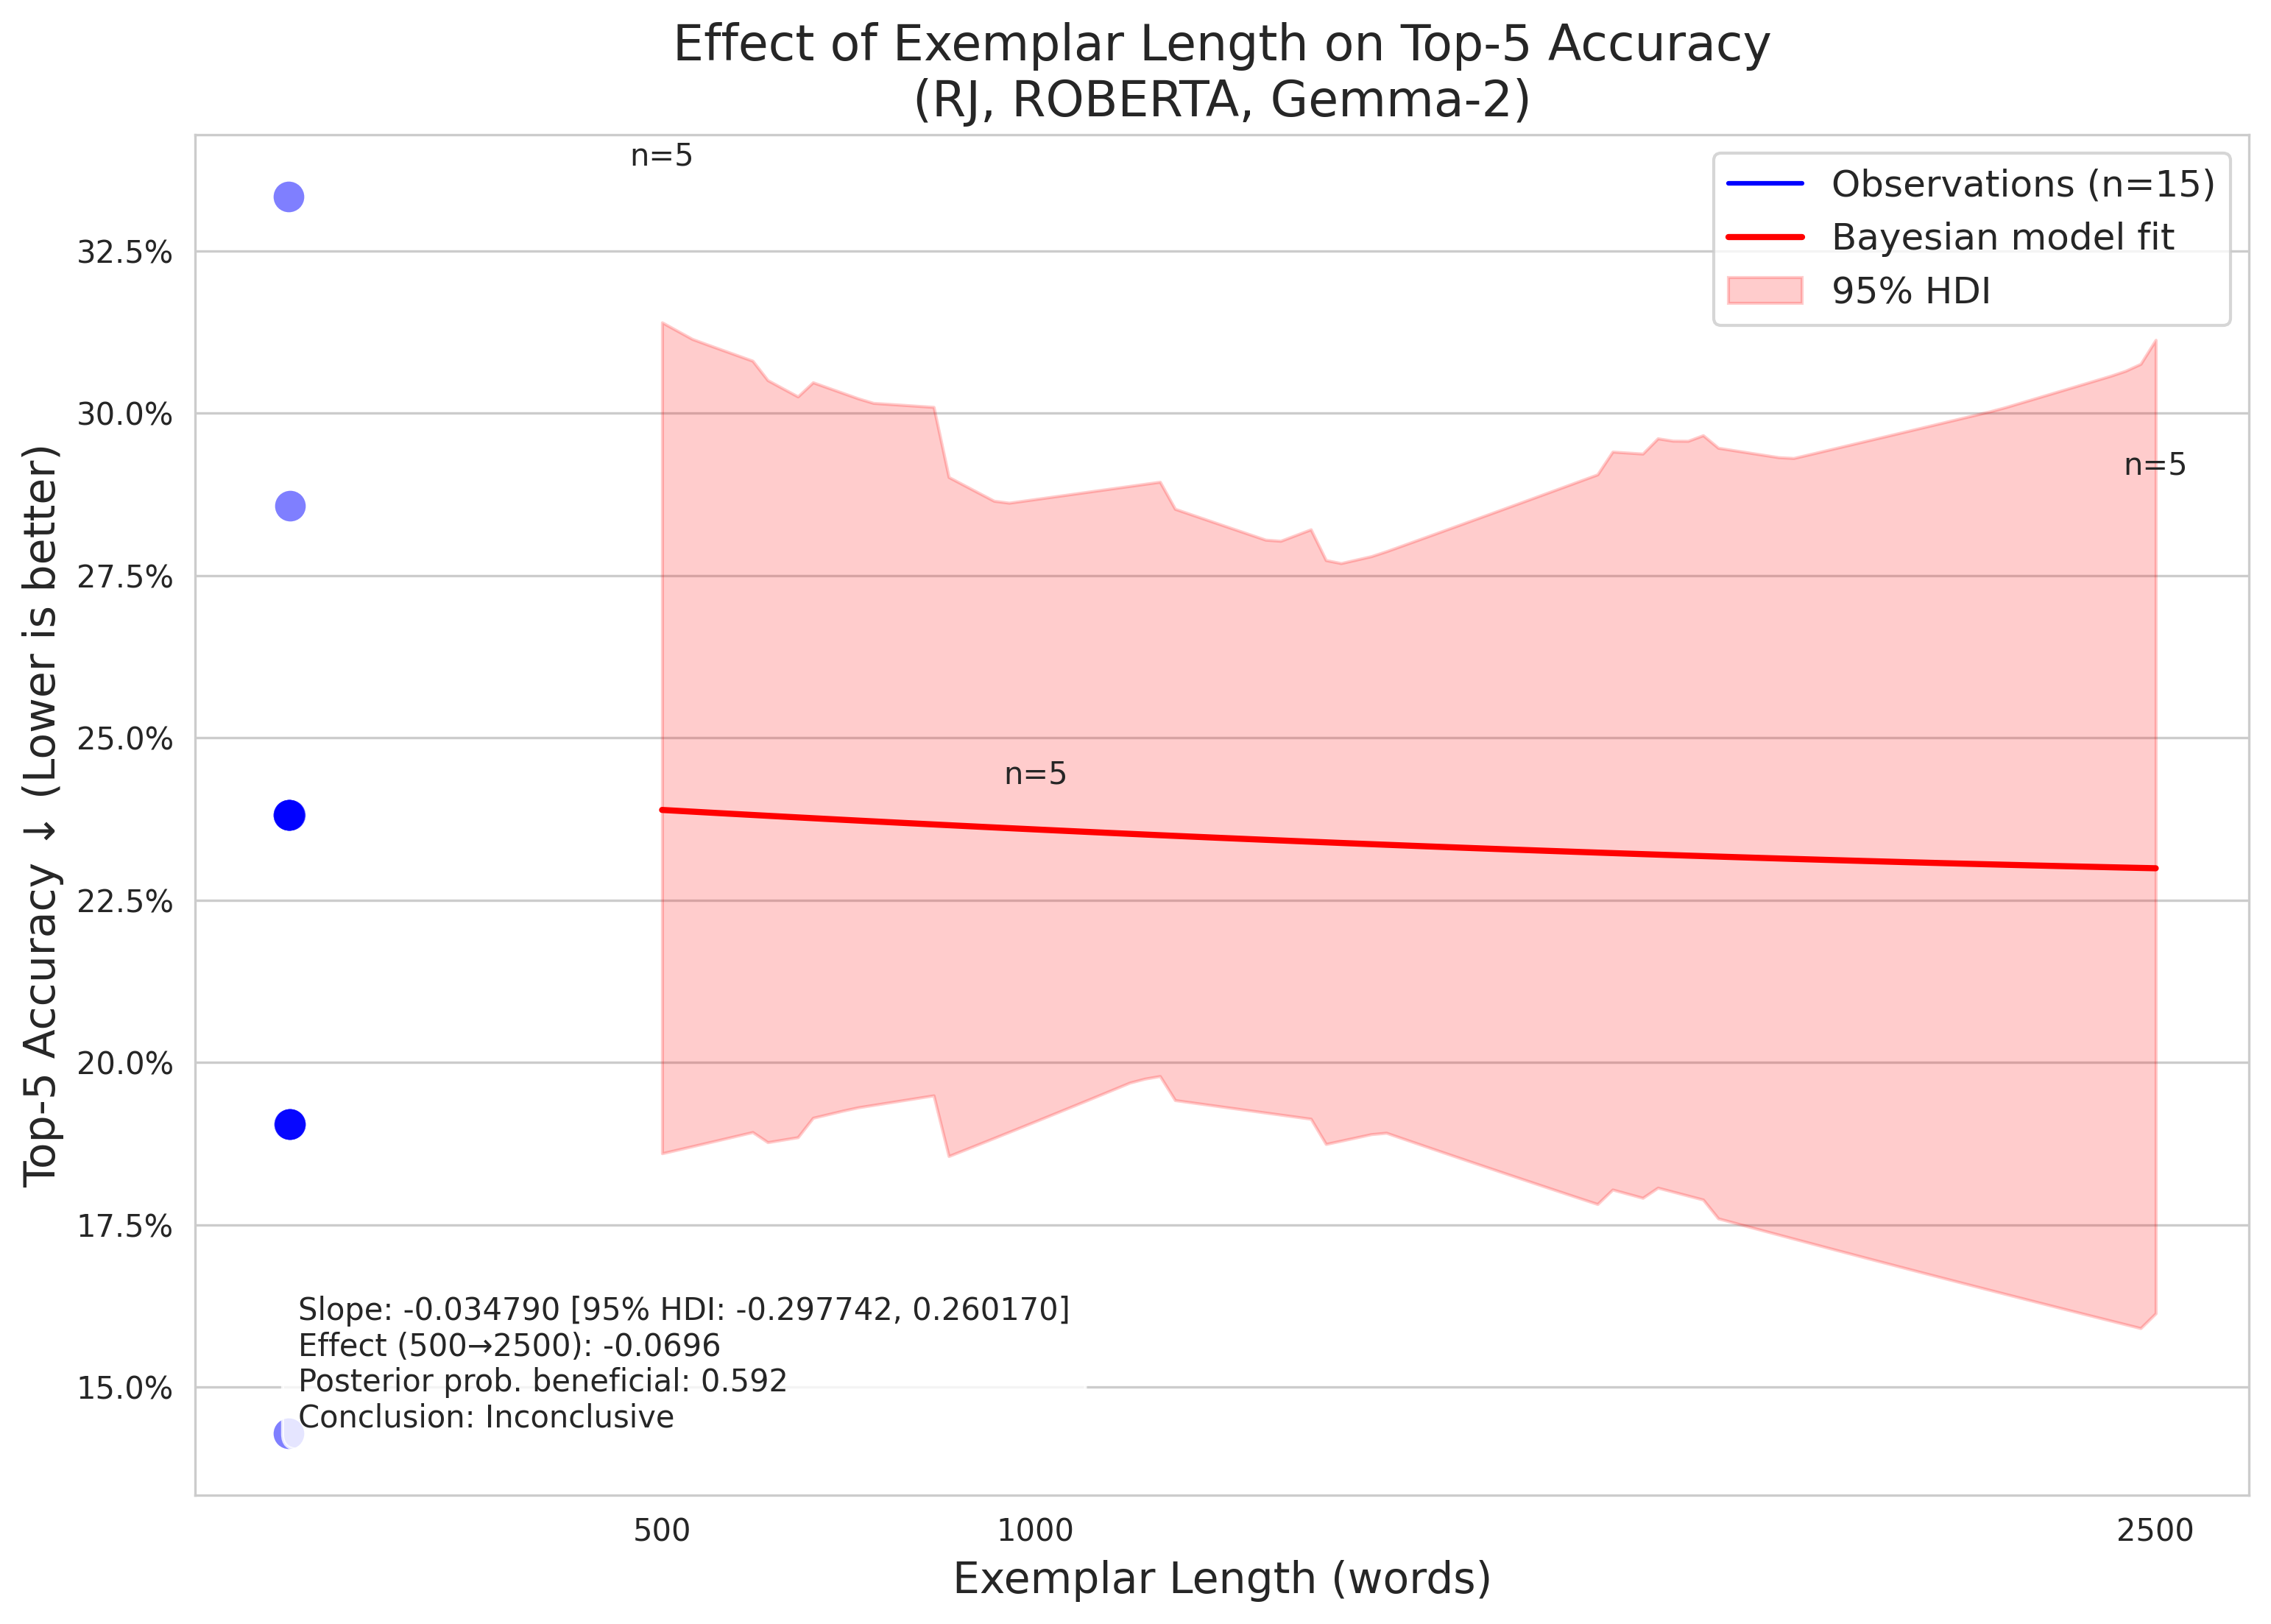 Effect of Exemplar Length on Top-5 Accuracy
(RJ, ROBERTA, Gemma-2)
n=5
Observations (n=15)
Bayesian model fit
95% HDI
32.5%
30.0%
n=5
27.5%
25.0%
n=5
22.5%
20.0%
17.5%
15.0%
Top-5 Accuracy ↓ (Lower is better)
Slope: -0.034790 [95% HDI: -0.297742, 0.260170]
Effect (500→2500): -0.0696
Posterior prob. beneficial: 0.592
Conclusion: Inconclusive
500
1000
2500
Exemplar Length (words)